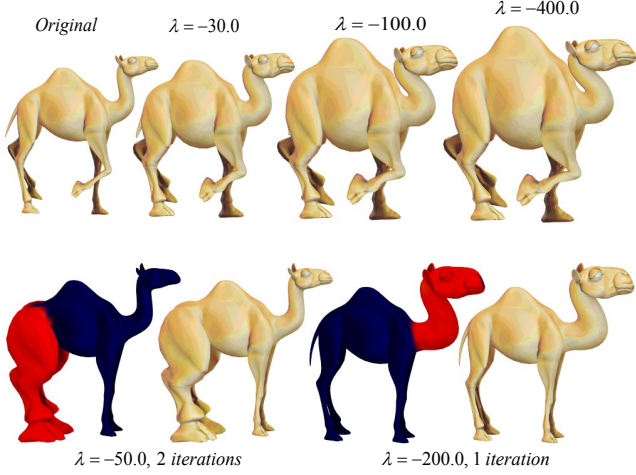 Original
λ = −30.0
λ = −100.0
λ = −400.0
λ = −50.0, 2 iterations
λ = −200.0, 1 iteration